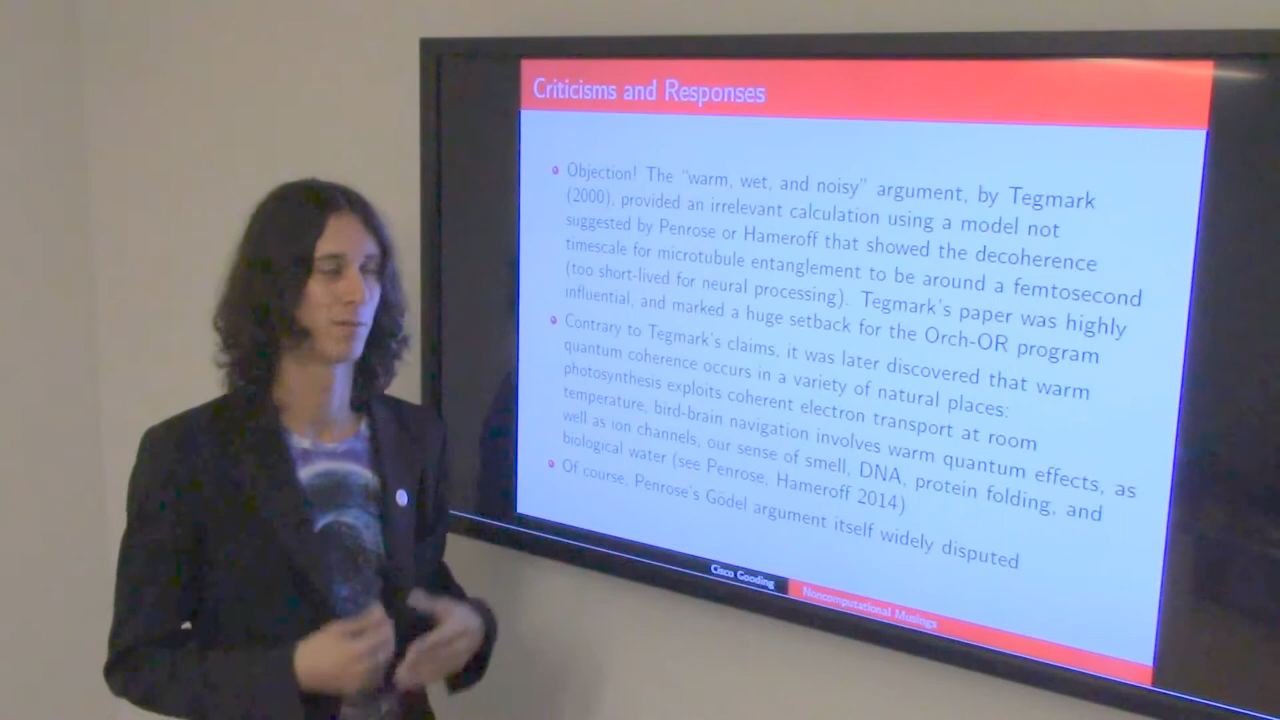 Criticisms and Responses
Objection! The "warm, wet, and noisy" argument, by Tegmark
(2000), provided an irrelevant calculation using a model not
suggested by Penrose or Hameroff that showed the decoherence
timescale for microtubule entanglement to be around a femtosecond
(too short-lived for neural processing). Tegmark's paper was highly
influential, and marked a huge setback for the Orch-OR program
Contrary to Tegmark's claims, it was later discovered that warm
quantum coherence occurs in a variety of natural places:
photosynthesis exploits coherent electron transport at room
temperature, bird-brain navigation involves warm quantum effects, as
well as ion channels, our sense of smell, DNA, protein folding, and
biological water (see Penrose, Hameroff 2014)
Of course, Penrose's Gödel argument itself widely disputed
Cisco Gooding
Noncomputational Musings